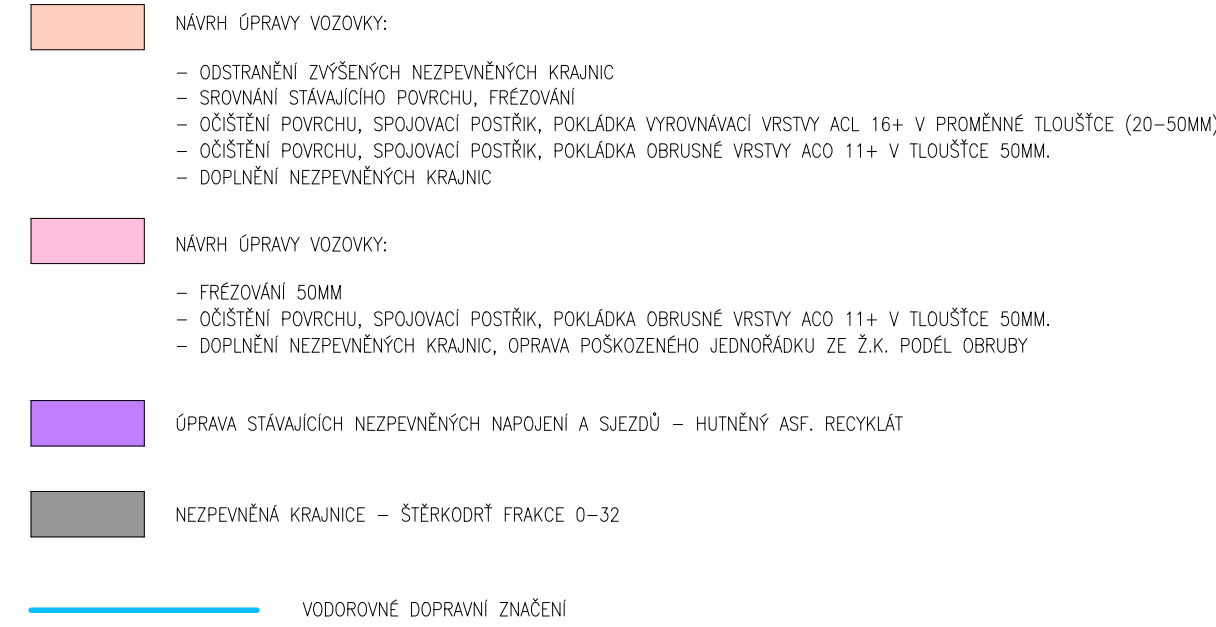 NÁVRH ÚPRAVY VOZOVKY:
– ODSTRANĚNÍ ZVÝŠENÝCH NEZPEVNĚNÝCH KRAJNIC
– SROVNÁNÍ STÁVAJÍCÍHO POVRCHU, FRÉZOVÁNÍ
– OČIŠTĚNÍ POVRCHU, SPOJOVACÍ POSTŘIK, POKLÁDKA VYROVNÁVACÍ VRSTVY ACL 16+ V PROMĚNNÉ TLOUŠŤCE (20–50MM)
– OČIŠTĚNÍ POVRCHU, SPOJOVACÍ POSTŘIK, POKLÁDKA OBRUSNÉ VRSTVY ACO 11+ V TLOUŠŤCE 50MM.
– DOPLNĚNÍ NEZPEVNĚNÝCH KRAJNIC
NÁVRH ÚPRAVY VOZOVKY:
– FRÉZOVÁNÍ 50MM
– OČIŠTĚNÍ POVRCHU, SPOJOVACÍ POSTŘIK, POKLÁDKA OBRUSNÉ VRSTVY ACO 11+ V TLOUŠŤCE 50MM.
– DOPLNĚNÍ NEZPEVNĚNÝCH KRAJNIC, OPRAVA POŠKOZENÉHO JEDNOŘÁDKU ZE Ž.K. PODÉL OBRUBY
ÚPRAVA STÁVAJÍCÍCH NEZPEVNĚNÝCH NAPOJENÍ A SJEZDŮ – HUTNĚNÝ ASF. RECYKLÁT
NEZPEVNĚNÁ KRAJNICE – ŠTĚRKODRŤ FRAKCE 0–32
VODOROVNÉ DOPRAVNÍ ZNAČENÍ